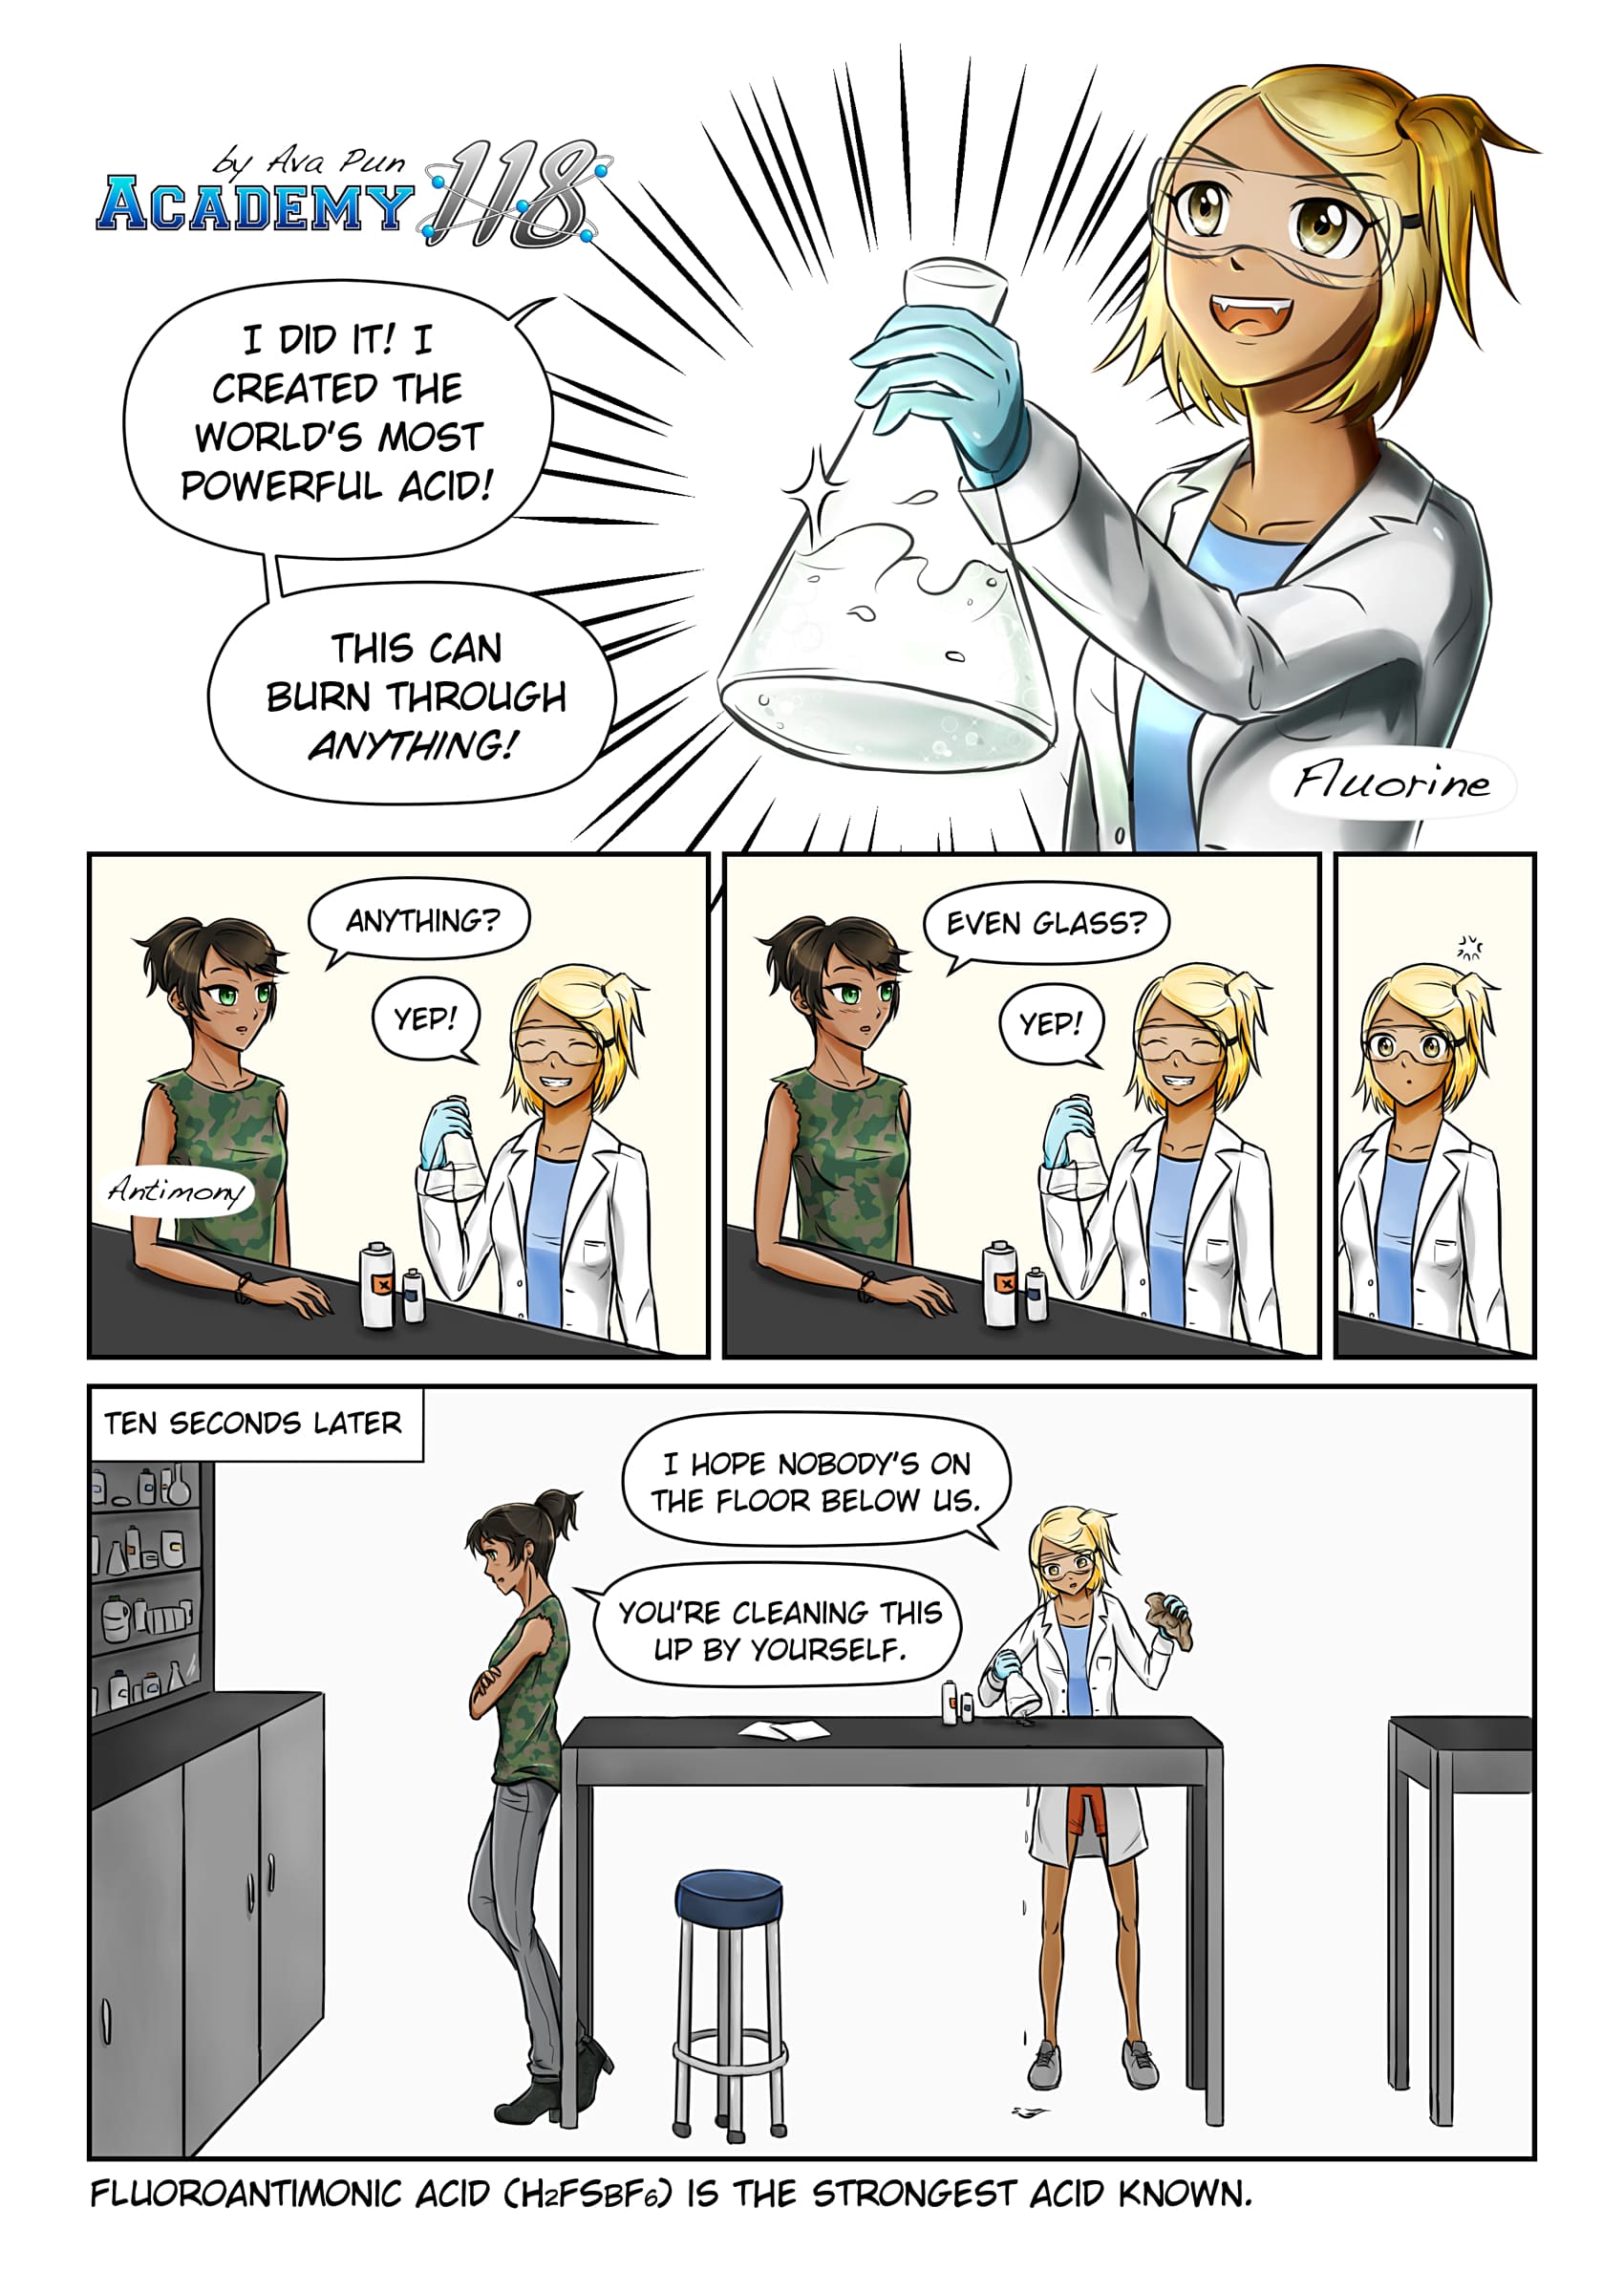 by Ava Pun
ACADEMY 118
I DID IT! I
CREATED THE
WORLD'S MOST
POWERFUL ACID!
THIS CAN
BURN THROUGH
ANYTHING!
Fluorine
ANYTHING?
YEP!
Antimony
EVEN GLASS?
YEP!
TEN SECONDS LATER
I HOPE NOBODY'S ON
THE FLOOR BELOW US.
YOU'RE CLEANING THIS
UP BY YOURSELF.
FLUOROANTIMONIC ACID (H₂FSBF₆) IS THE STRONGEST ACID KNOWN.